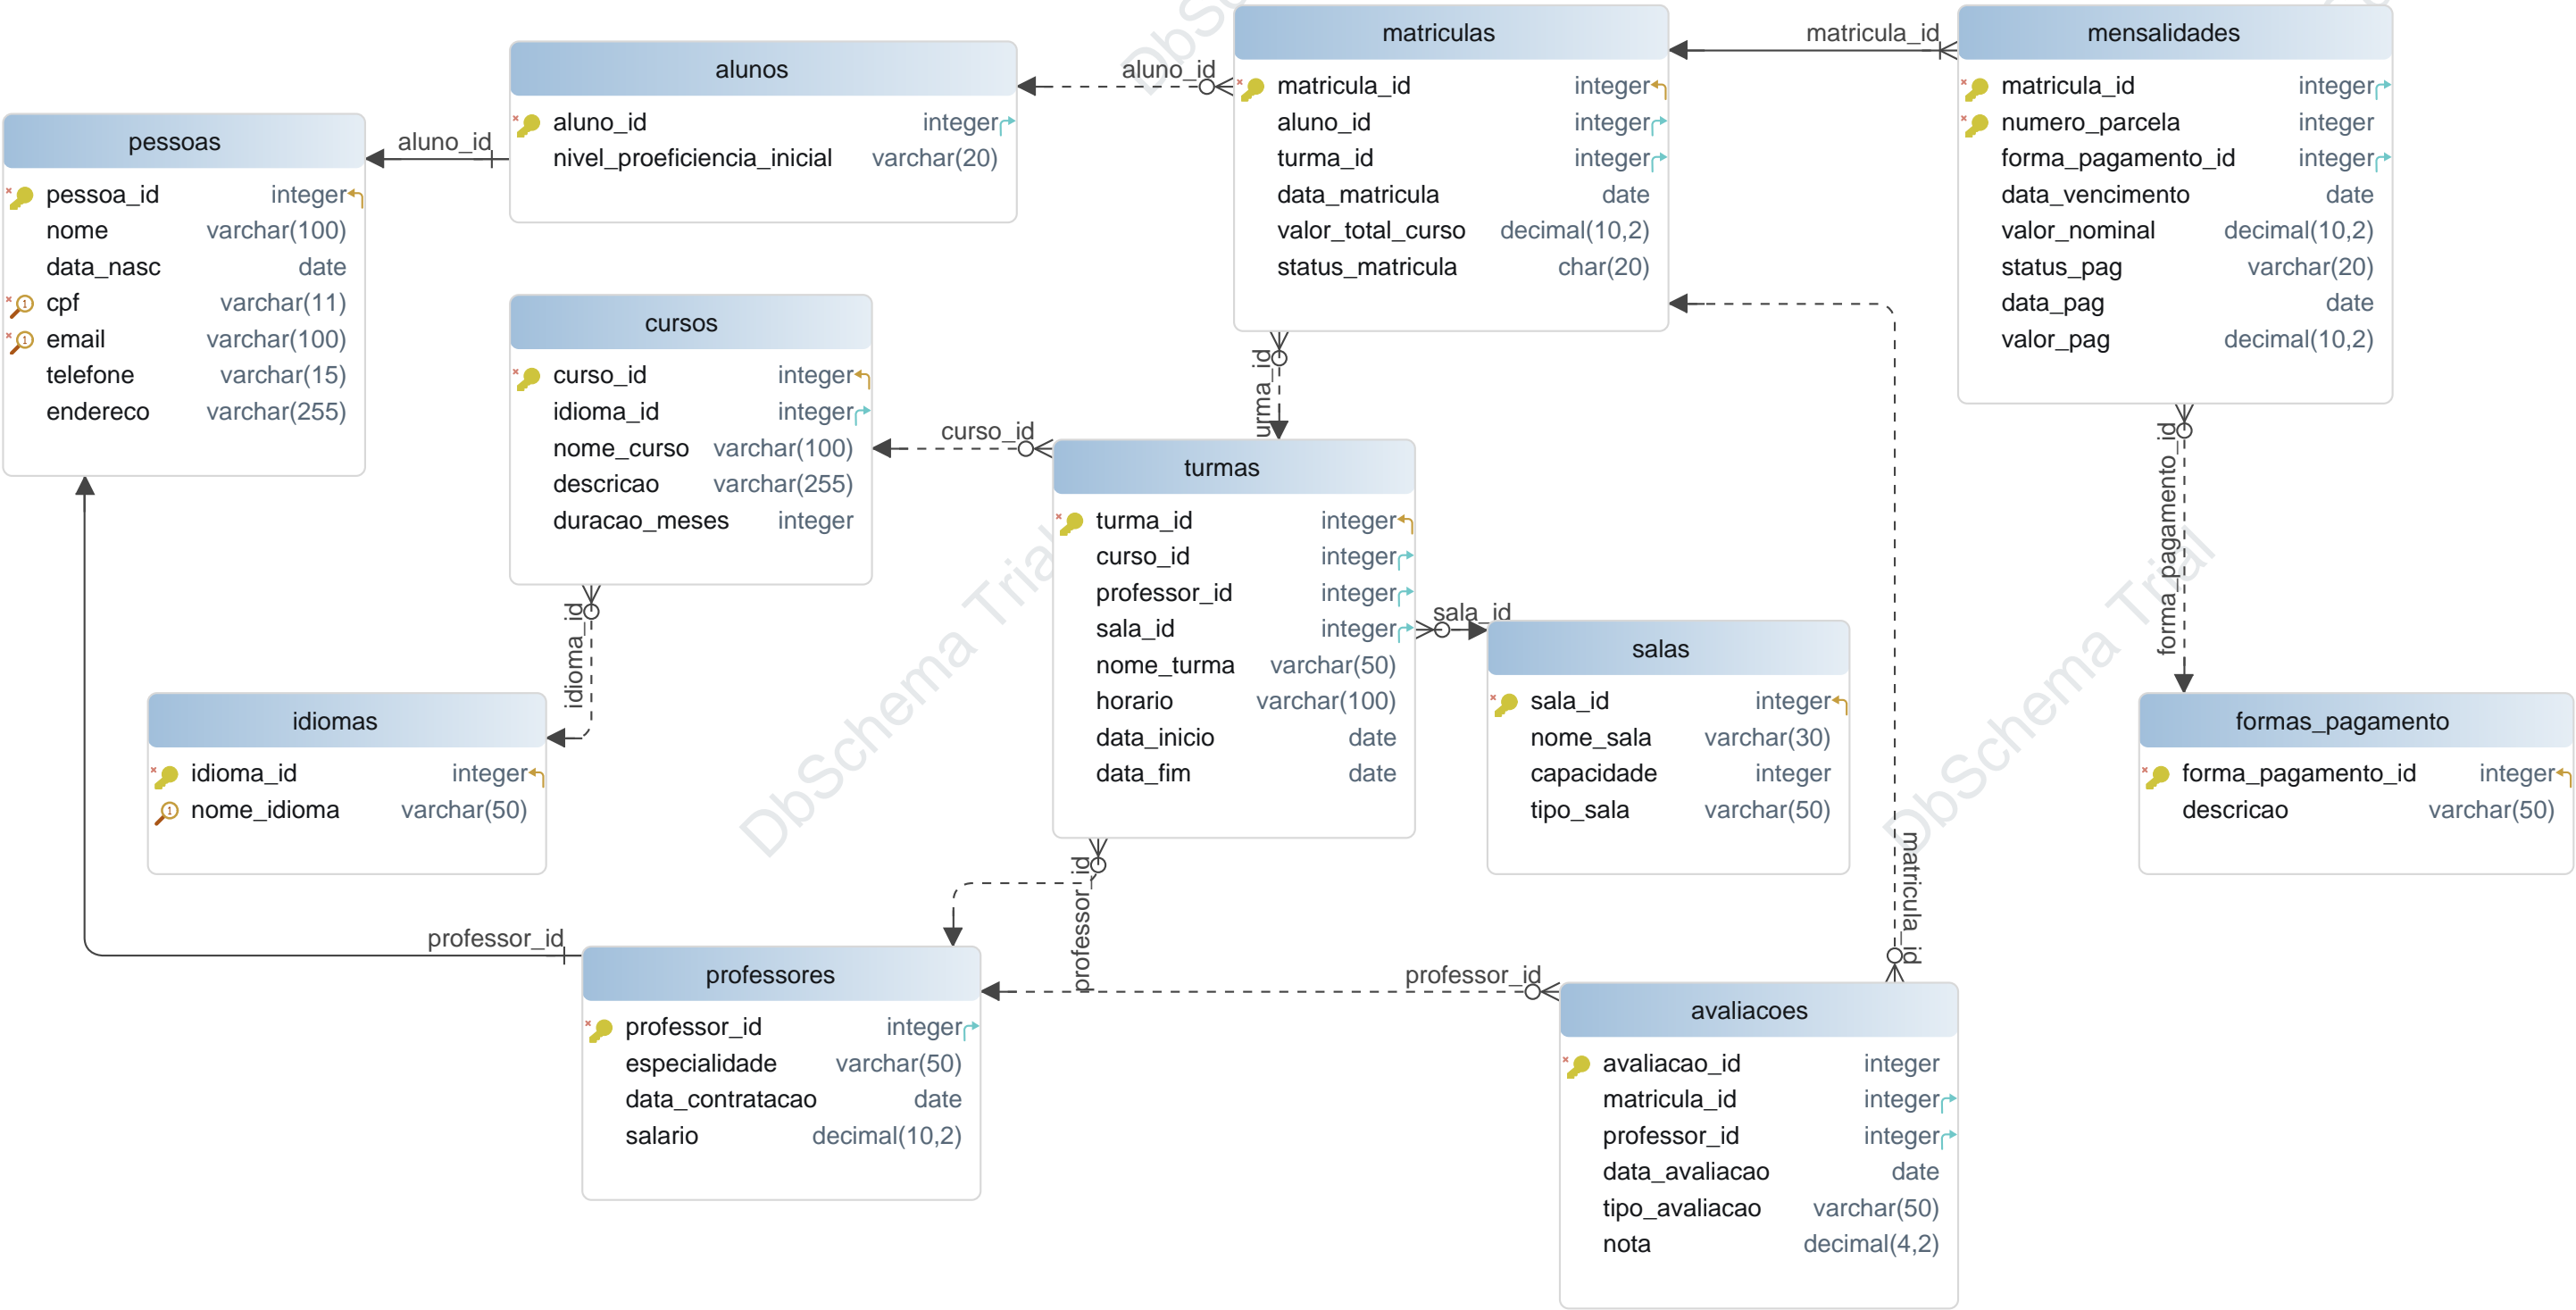 pessoas
pessoa_id integer
nome varchar(100)
data_nasc date
cpf varchar(11)
email varchar(100)
telefone varchar(15)
endereco varchar(255)
aluno_id
alunos
aluno_id integer
nivel_proeficiencia_inicial varchar(20)
aluno_id
matriculas
matricula_id integer
aluno_id integer
turma_id integer
data_matricula date
valor_total_curso decimal(10,2)
status_matricula char(20)
matricula_id
mensalidades
matricula_id integer
numero_parcela integer
forma_pagamento_id integer
data_vencimento date
valor_nominal decimal(10,2)
status_pag varchar(20)
data_pag date
valor_pag decimal(10,2)
cursos
curso_id integer
idioma_id integer
nome_curso varchar(100)
descricao varchar(255)
duracao_meses integer
curso_id
urma_id
turmas
turma_id integer
curso_id integer
professor_id integer
sala_id integer
nome_turma varchar(50)
horario varchar(100)
data_inicio date
data_fim date
sala_id
salas
sala_id integer
nome_sala varchar(30)
capacidade integer
tipo_sala varchar(50)
forma_pagamento_id
formas_pagamento
forma_pagamento_id integer
descricao varchar(50)
idioma_id
idiomas
idioma_id integer
nome_idioma varchar(50)
professor_id
professor_id
professores
professor_id integer
especialidade varchar(50)
data_contratacao date
salario decimal(10,2)
professor_id
matricula_id
avaliacoes
avaliacao_id integer
matricula_id integer
professor_id integer
data_avaliacao date
tipo_avaliacao varchar(50)
nota decimal(4,2)
DbSchema Trial
DbSchema Trial
DbSc